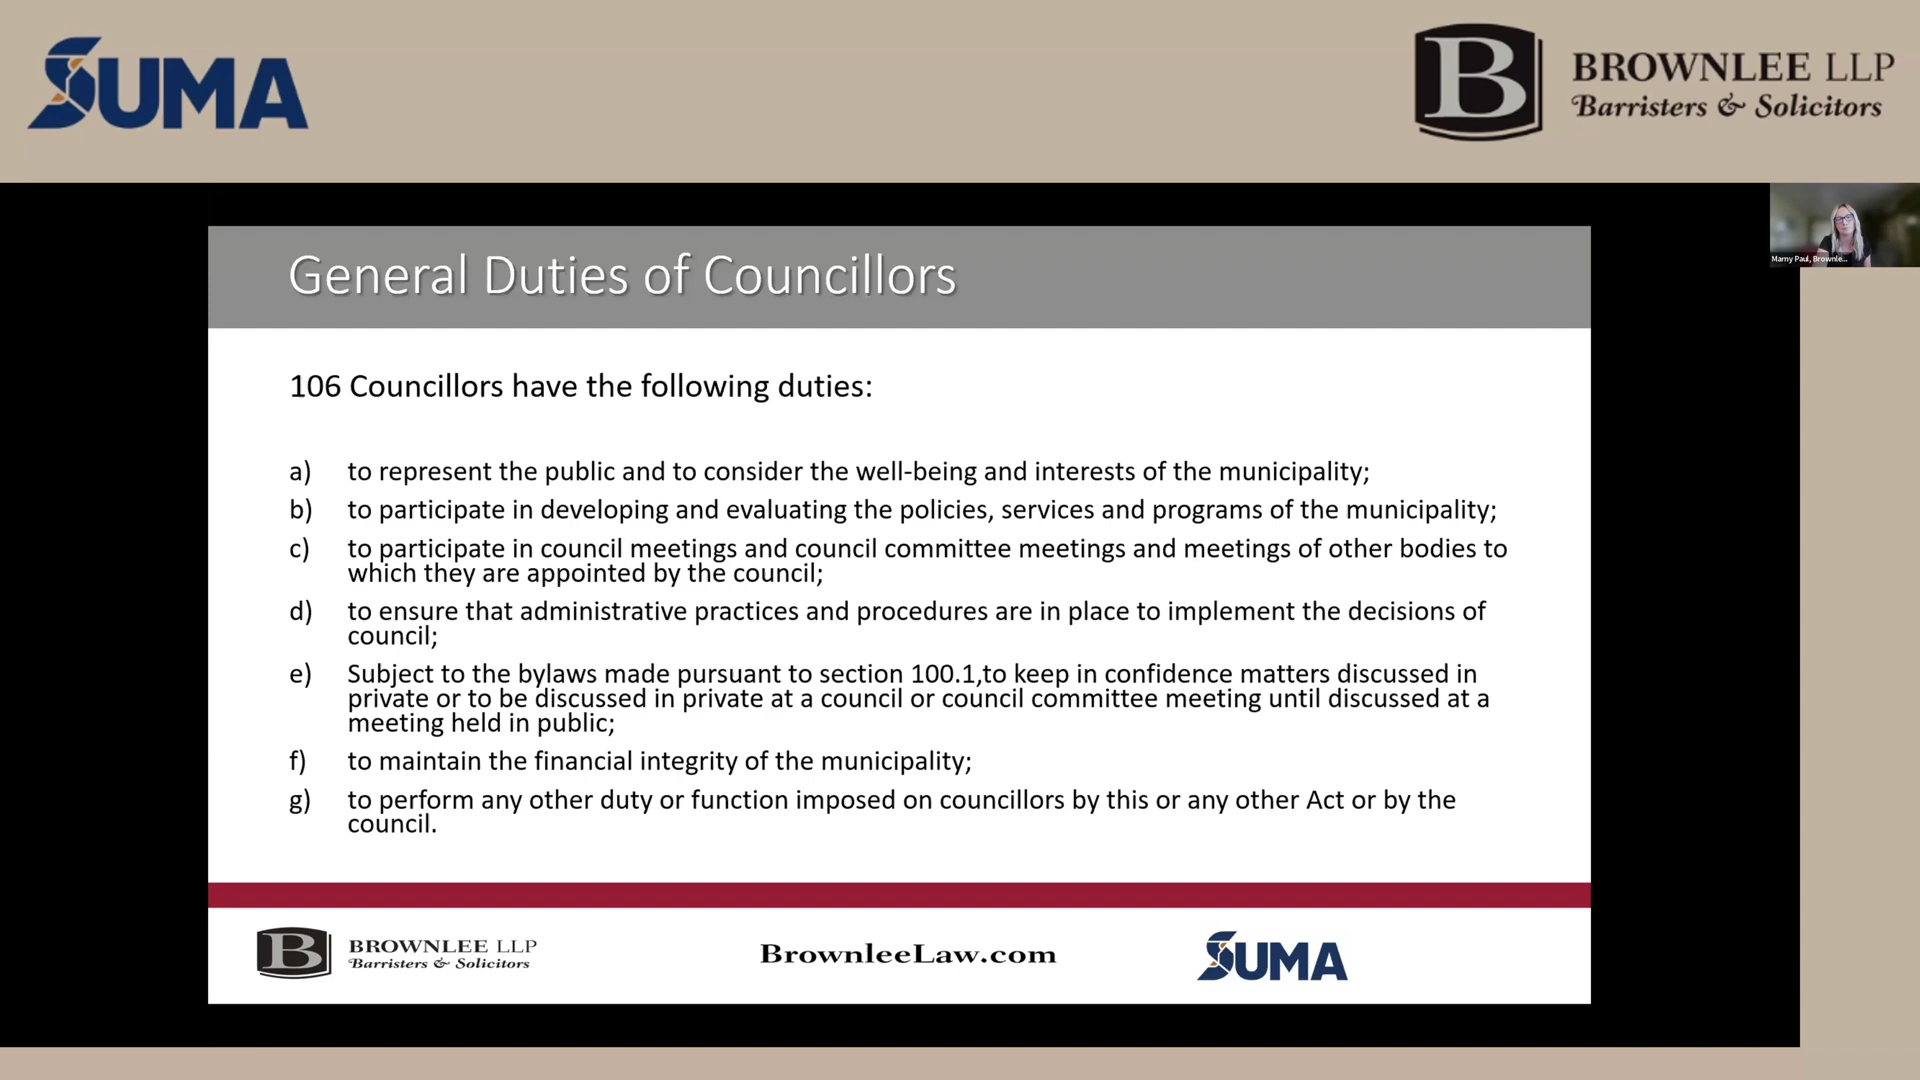 SUMA
B
BROWNLEE LLP
Barristers & Solicitors
Marny Paul, Brownle...
General Duties of Councillors
106 Councillors have the following duties:
a) to represent the public and to consider the well-being and interests of the municipality;
b) to participate in developing and evaluating the policies, services and programs of the municipality;
c) to participate in council meetings and council committee meetings and meetings of other bodies to
which they are appointed by the council;
d) to ensure that administrative practices and procedures are in place to implement the decisions of
council;
e) Subject to the bylaws made pursuant to section 100.1,to keep in confidence matters discussed in
private or to be discussed in private at a council or council committee meeting until discussed at a
meeting held in public;
f) to maintain the financial integrity of the municipality;
g) to perform any other duty or function imposed on councillors by this or any other Act or by the
council.
B
BROWNLEE LLP
Barristers & Solicitors
BrownleeLaw.com
SUMA